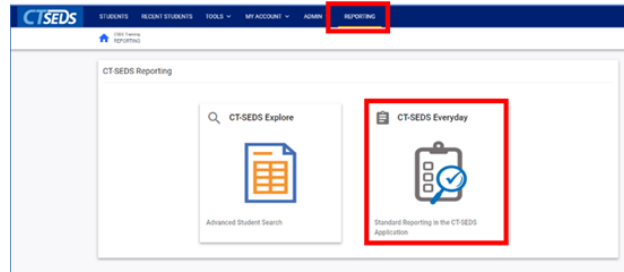 CTSEDS STUDENTS RECENT STUDENTS TOOLS MY ACCOUNT ADMIN REPORTING
CSDE Training
REPORTING
CT-SEDS Reporting
CT-SEDS Explore
CT-SEDS Everyday
Advanced Student Search
Standard Reporting in the CT-SEDS
Application